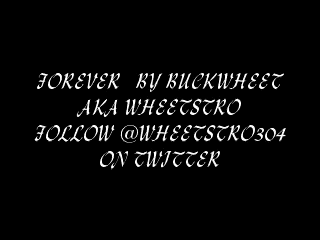 FOREVER BY BUCKWHEET
AKA WHEETSTRO
FOLLOW @WHEETSTRO304
ON TWITTER